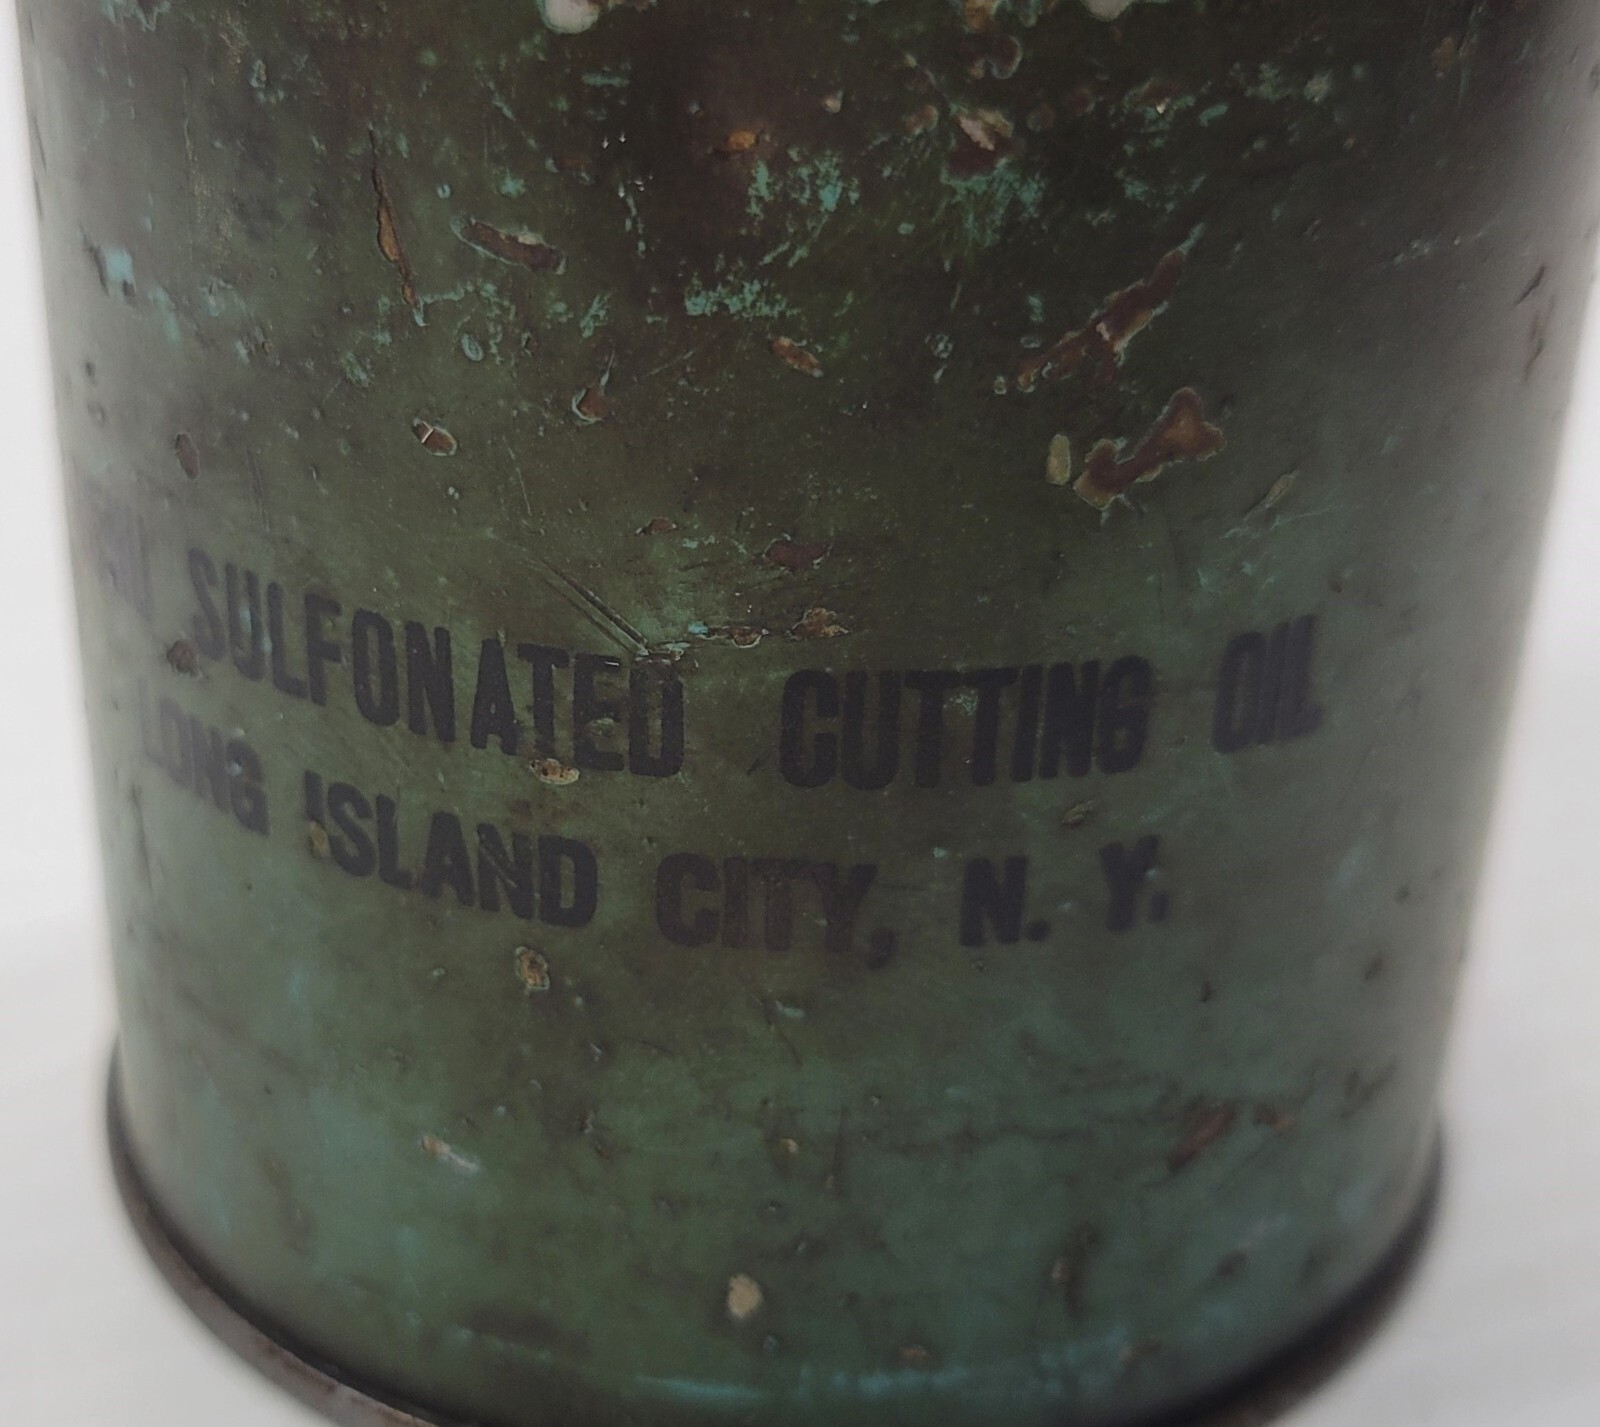 SULFONATED CUTTING OIL
LONG ISLAND CITY, N. Y.